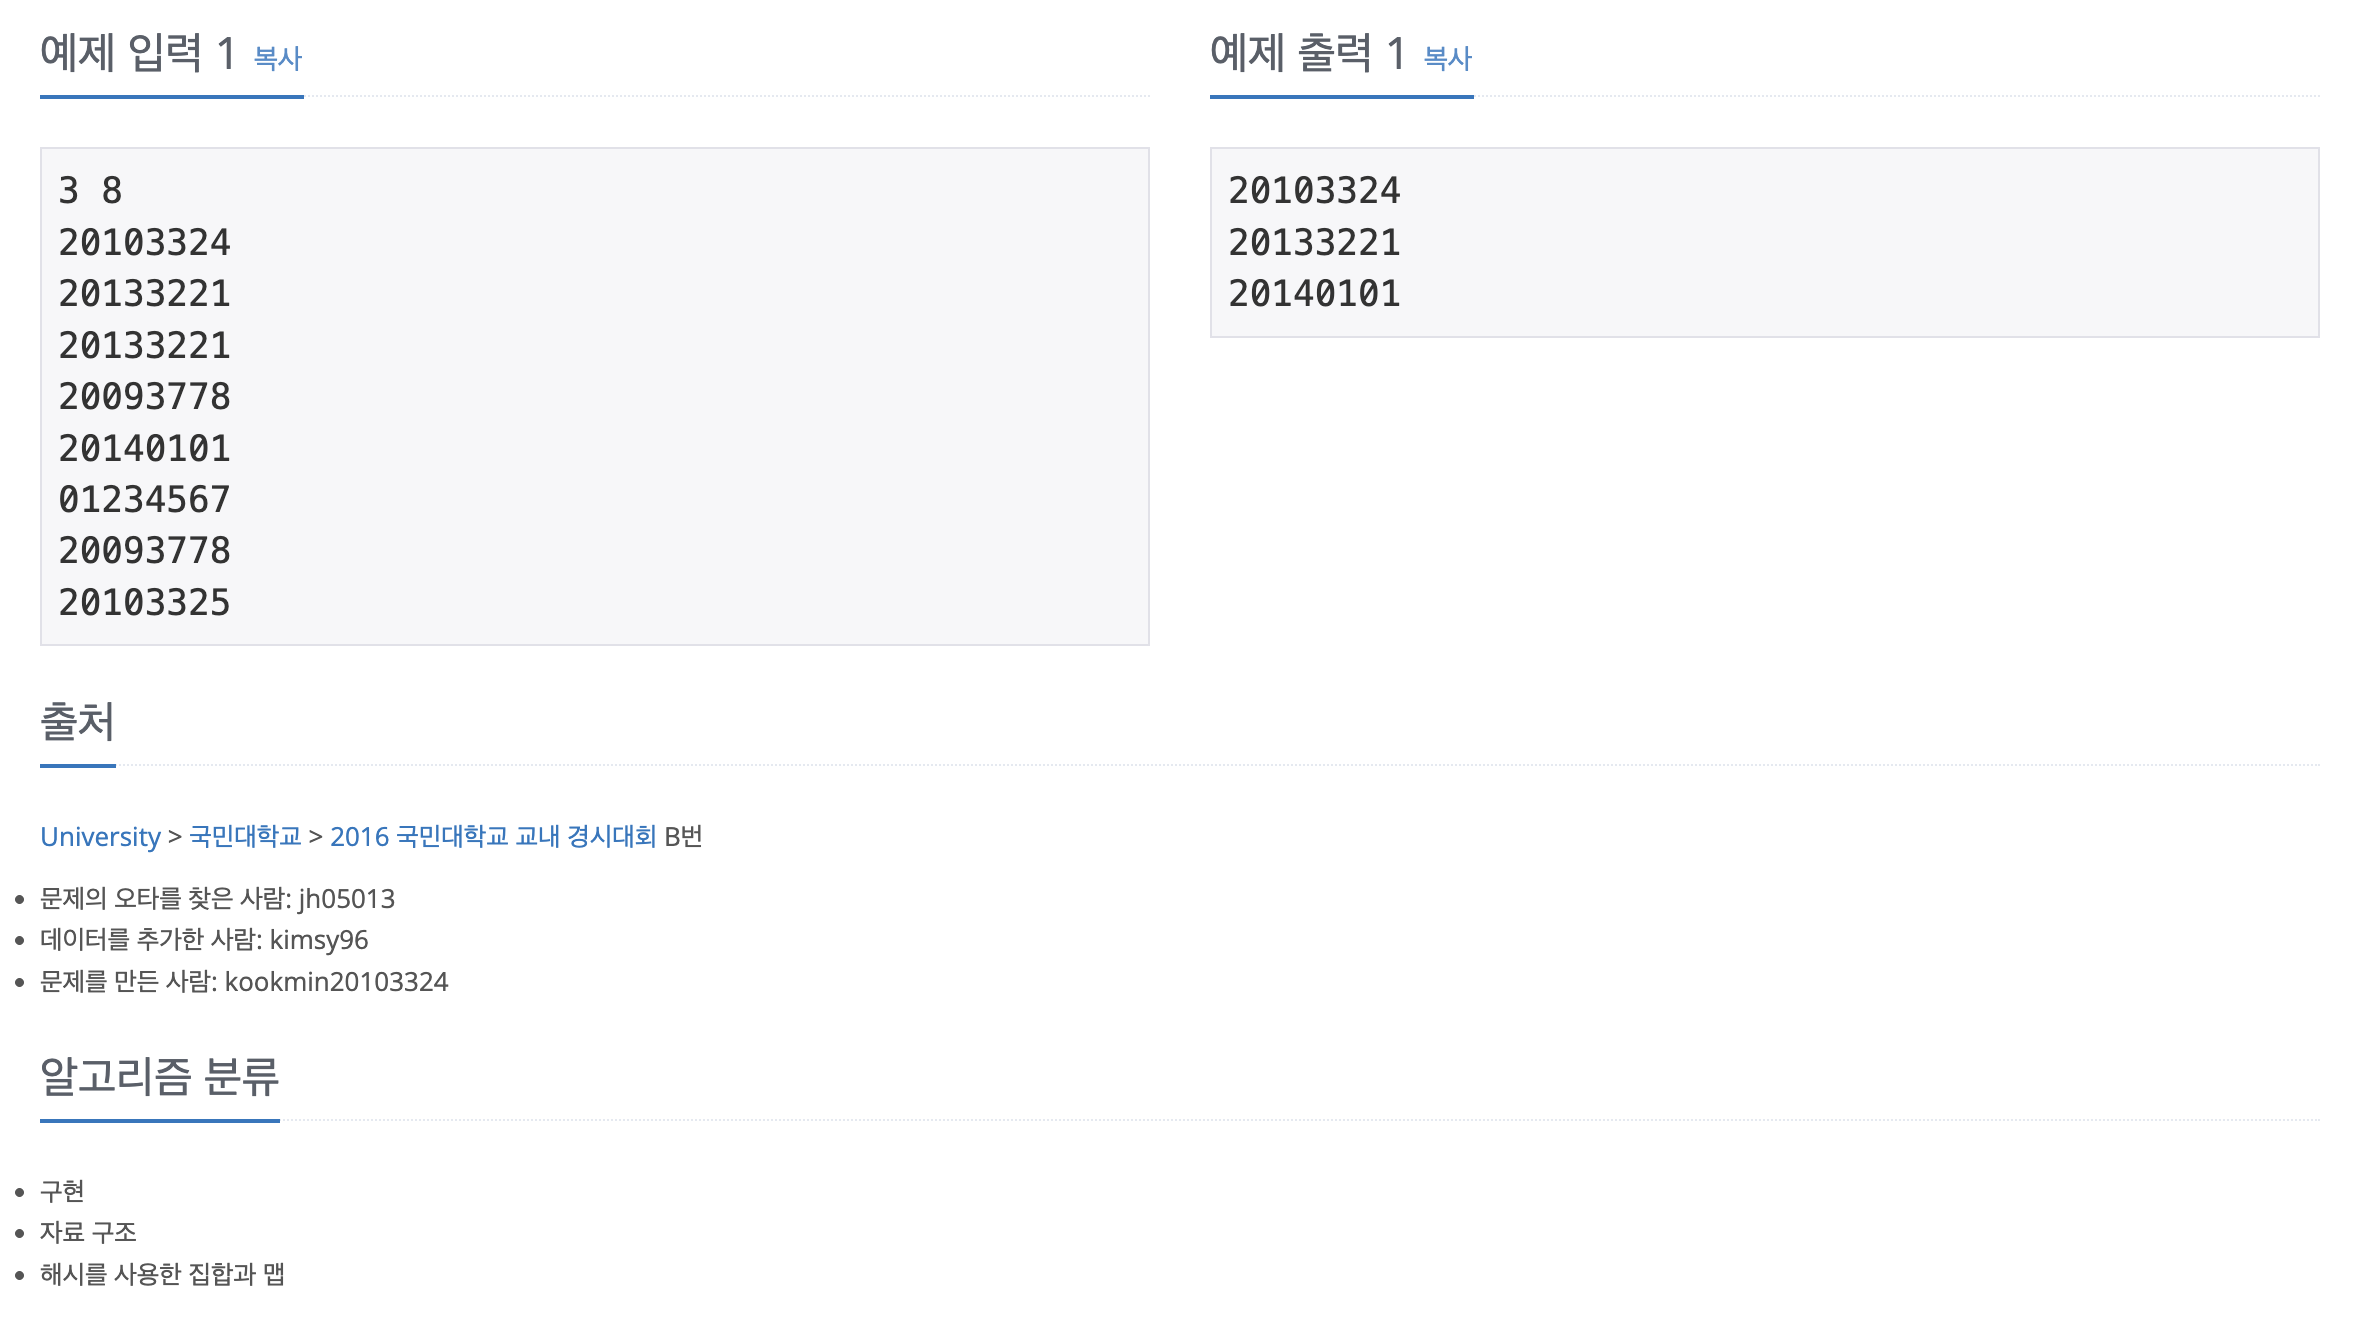 예제 입력 1 복사
3 8
20103324
20133221
20133221
20093778
20140101
01234567
20093778
20103325
예제 출력 1 복사
20103324
20133221
20140101
출처
University > 국민대학교 > 2016 국민대학교 교내 경시대회 B번
문제의 오타를 찾은 사람: jh05013
데이터를 추가한 사람: kimsy96
문제를 만든 사람: kookmin20103324
알고리즘 분류
구현
자료 구조
해시를 사용한 집합과 맵